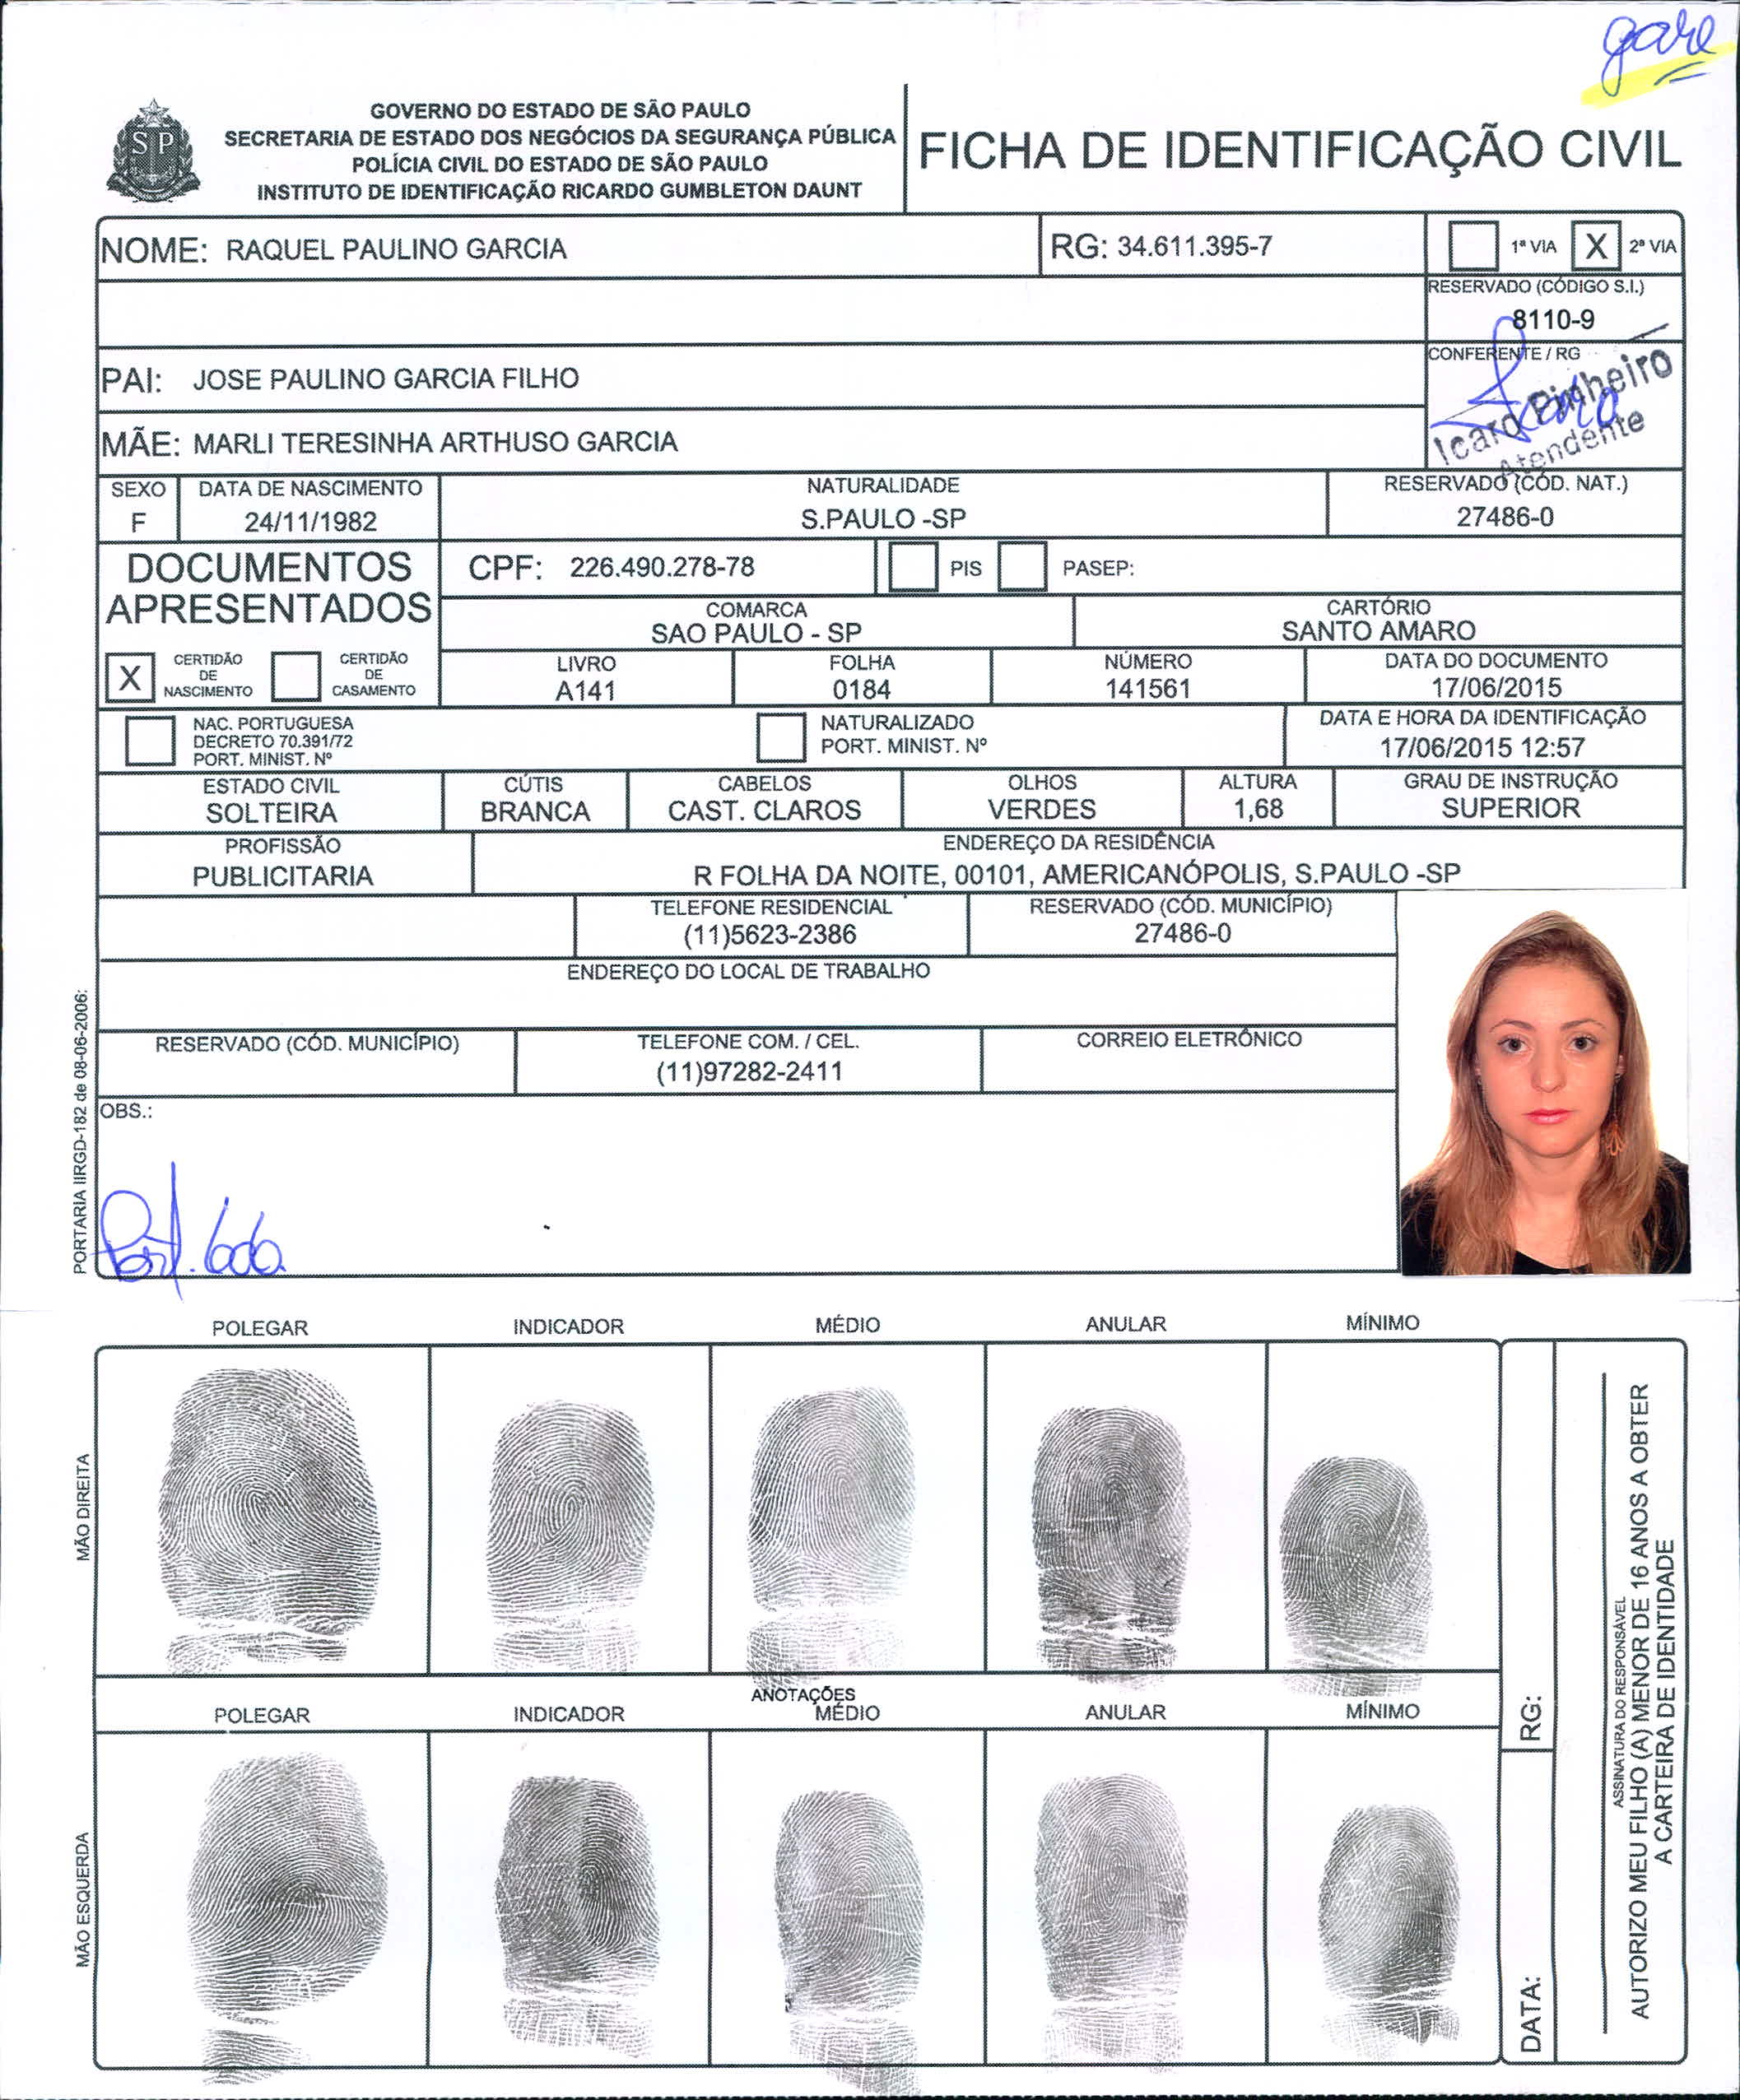 gare
GOVERNO DO ESTADO DE SÃO PAULO
SECRETARIA DE ESTADO DOS NEGÓCIOS DA SEGURANÇA PÚBLICA
POLÍCIA CIVIL DO ESTADO DE SÃO PAULO
INSTITUTO DE IDENTIFICAÇÃO RICARDO GUMBLETON DAUNT
SP
FICHA DE IDENTIFICAÇÃO CIVIL
NOME: RAQUEL PAULINO GARCIA
RG: 34.611.395-7
1ª VIA X 2ª VIA
RESERVADO (CÓDIGO S.I.)
8110-9
CONFERENTE / RG
Icaro Pinheiro
Atendente
PAI: JOSE PAULINO GARCIA FILHO
MÃE: MARLI TERESINHA ARTHUSO GARCIA
SEXO
F
DATA DE NASCIMENTO
24/11/1982
NATURALIDADE
S.PAULO -SP
RESERVADO (CÓD. NAT.)
27486-0
DOCUMENTOS
APRESENTADOS
CPF: 226.490.278-78
PIS
PASEP:
COMARCA
SAO PAULO - SP
CARTÓRIO
SANTO AMARO
X
CERTIDÃO
DE
NASCIMENTO
CERTIDÃO
DE
CASAMENTO
LIVRO
A141
FOLHA
0184
NÚMERO
141561
DATA DO DOCUMENTO
17/06/2015
NAC. PORTUGUESA
DECRETO 70.391/72
PORT. MINIST. Nº
NATURALIZADO
PORT. MINIST. Nº
DATA E HORA DA IDENTIFICAÇÃO
17/06/2015 12:57
ESTADO CIVIL
SOLTEIRA
CÚTIS
BRANCA
CABELOS
CAST. CLAROS
OLHOS
VERDES
ALTURA
1,68
GRAU DE INSTRUÇÃO
SUPERIOR
PROFISSÃO
PUBLICITARIA
ENDEREÇO DA RESIDÊNCIA
R FOLHA DA NOITE, 00101, AMERICANÓPOLIS, S.PAULO -SP
TELEFONE RESIDENCIAL
(11)5623-2386
RESERVADO (CÓD. MUNICÍPIO)
27486-0
ENDEREÇO DO LOCAL DE TRABALHO
RESERVADO (CÓD. MUNICÍPIO)
TELEFONE COM. / CEL.
(11)97282-2411
CORREIO ELETRÔNICO
OBS.:
PORTARIA IIRGD-182 de 08-06-2006:
POLEGAR
INDICADOR
MÉDIO
ANULAR
MÍNIMO
MÃO DIREITA
ANOTAÇÕES
POLEGAR
INDICADOR
MÉDIO
ANULAR
MÍNIMO
MÃO ESQUERDA
RG:
DATA:
ASSINATURA DO RESPONSÁVEL
AUTORIZO MEU FILHO (A) MENOR DE 16 ANOS A OBTER
A CARTEIRA DE IDENTIDADE